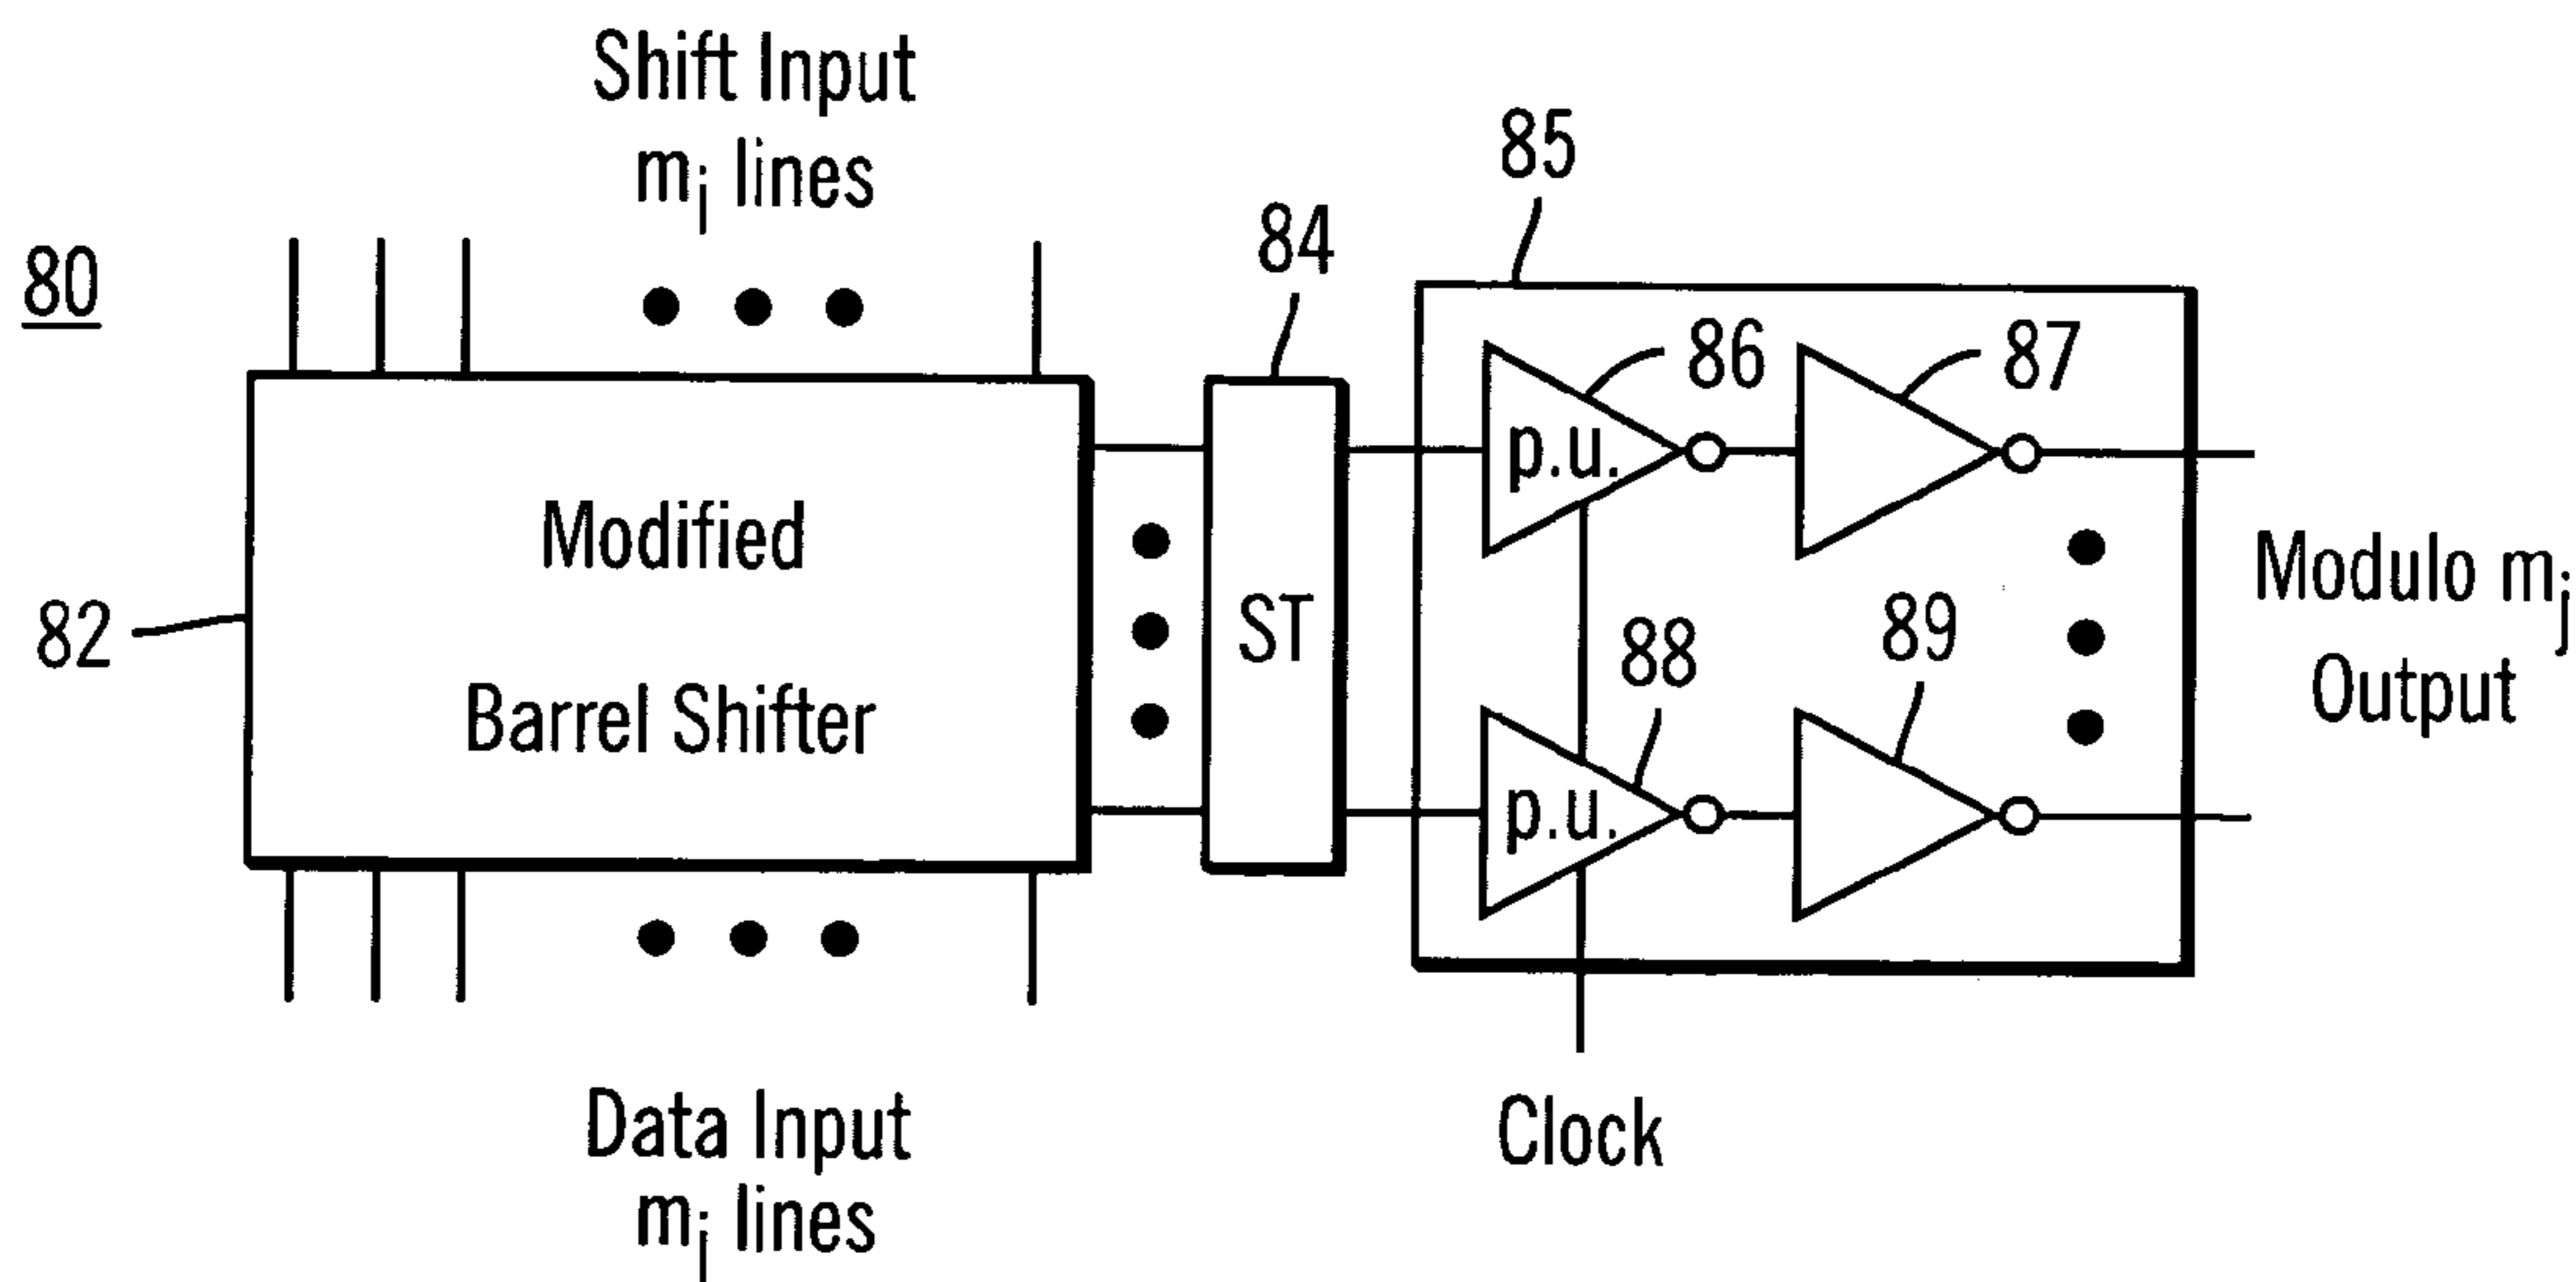 Shift Input
mj lines
80
85
84
86
87
p.u.
Modified
Barrel Shifter
82
ST
88
89
p.u.
Modulo mj
Output
Data Input
mj lines
Clock